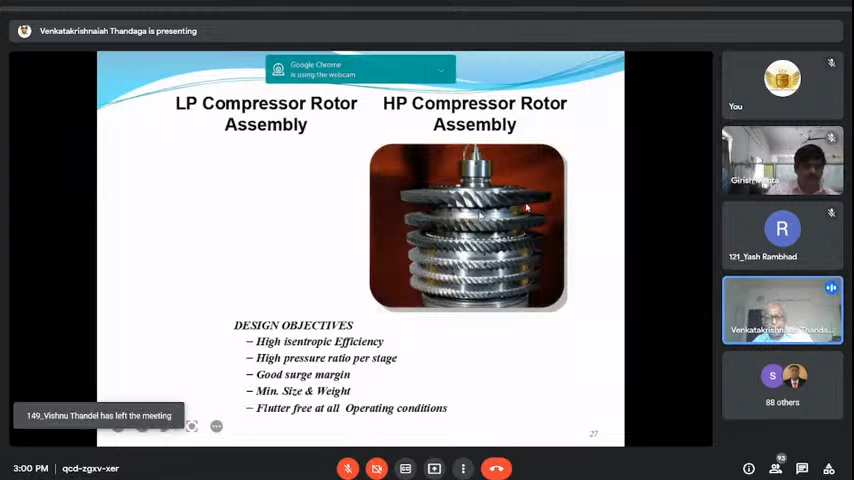 Venkatakrishnaiah Thandaga is presenting
Google Chrome
is using the webcam
LP Compressor Rotor
Assembly
HP Compressor Rotor
Assembly
DESIGN OBJECTIVES
– High isentropic Efficiency
– High pressure ratio per stage
– Good surge margin
– Min. Size & Weight
– Flutter free at all Operating conditions
27
149_Vishnu Thandel has left the meeting
You
Girish Mehta
R
121_Yash Rambhad
Venkatakrishnaiah Thanda...
S
88 others
3:00 PM | qcd-zgxv-xer
93